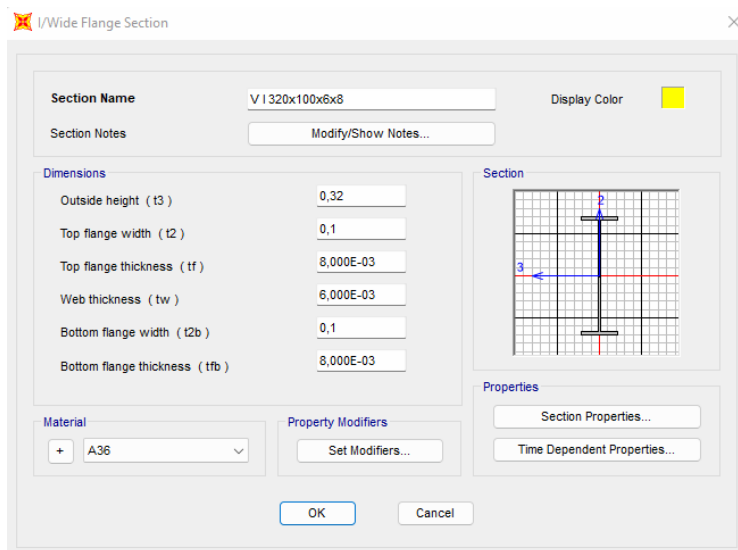 I/Wide Flange Section
Section Name
V I 320x100x6x8
Display Color
Section Notes
Modify/Show Notes...
Dimensions
Outside height ( t3 )
0,32
Top flange width ( t2 )
0,1
Top flange thickness ( tf )
8,000E-03
Web thickness ( tw )
6,000E-03
Bottom flange width ( t2b )
0,1
Bottom flange thickness ( tfb )
8,000E-03
Section
2
3
Material
+
A36
Property Modifiers
Set Modifiers...
Properties
Section Properties...
Time Dependent Properties...
OK
Cancel